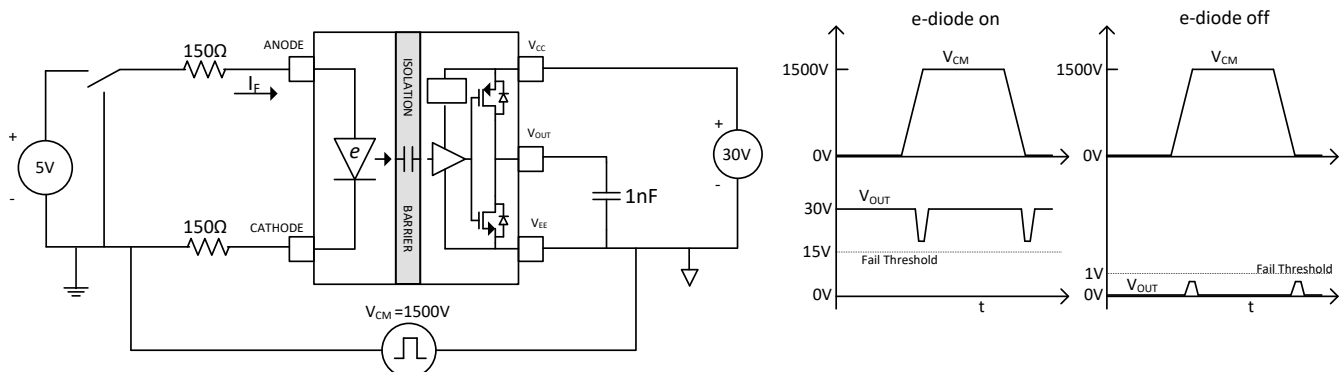 150Ω
ANODE
I_F
+
5V
-
e
150Ω
CATHODE
ISOLATION
BARRIER
V_CC
V_OUT
V_EE
1nF
+
30V
-
V_CM =1500V
e-diode on
V_CM
1500V
0V
V_OUT
30V
15V
Fail Threshold
0V
t
e-diode off
V_CM
1500V
0V
Fail Threshold
1V
V_OUT
0V
t